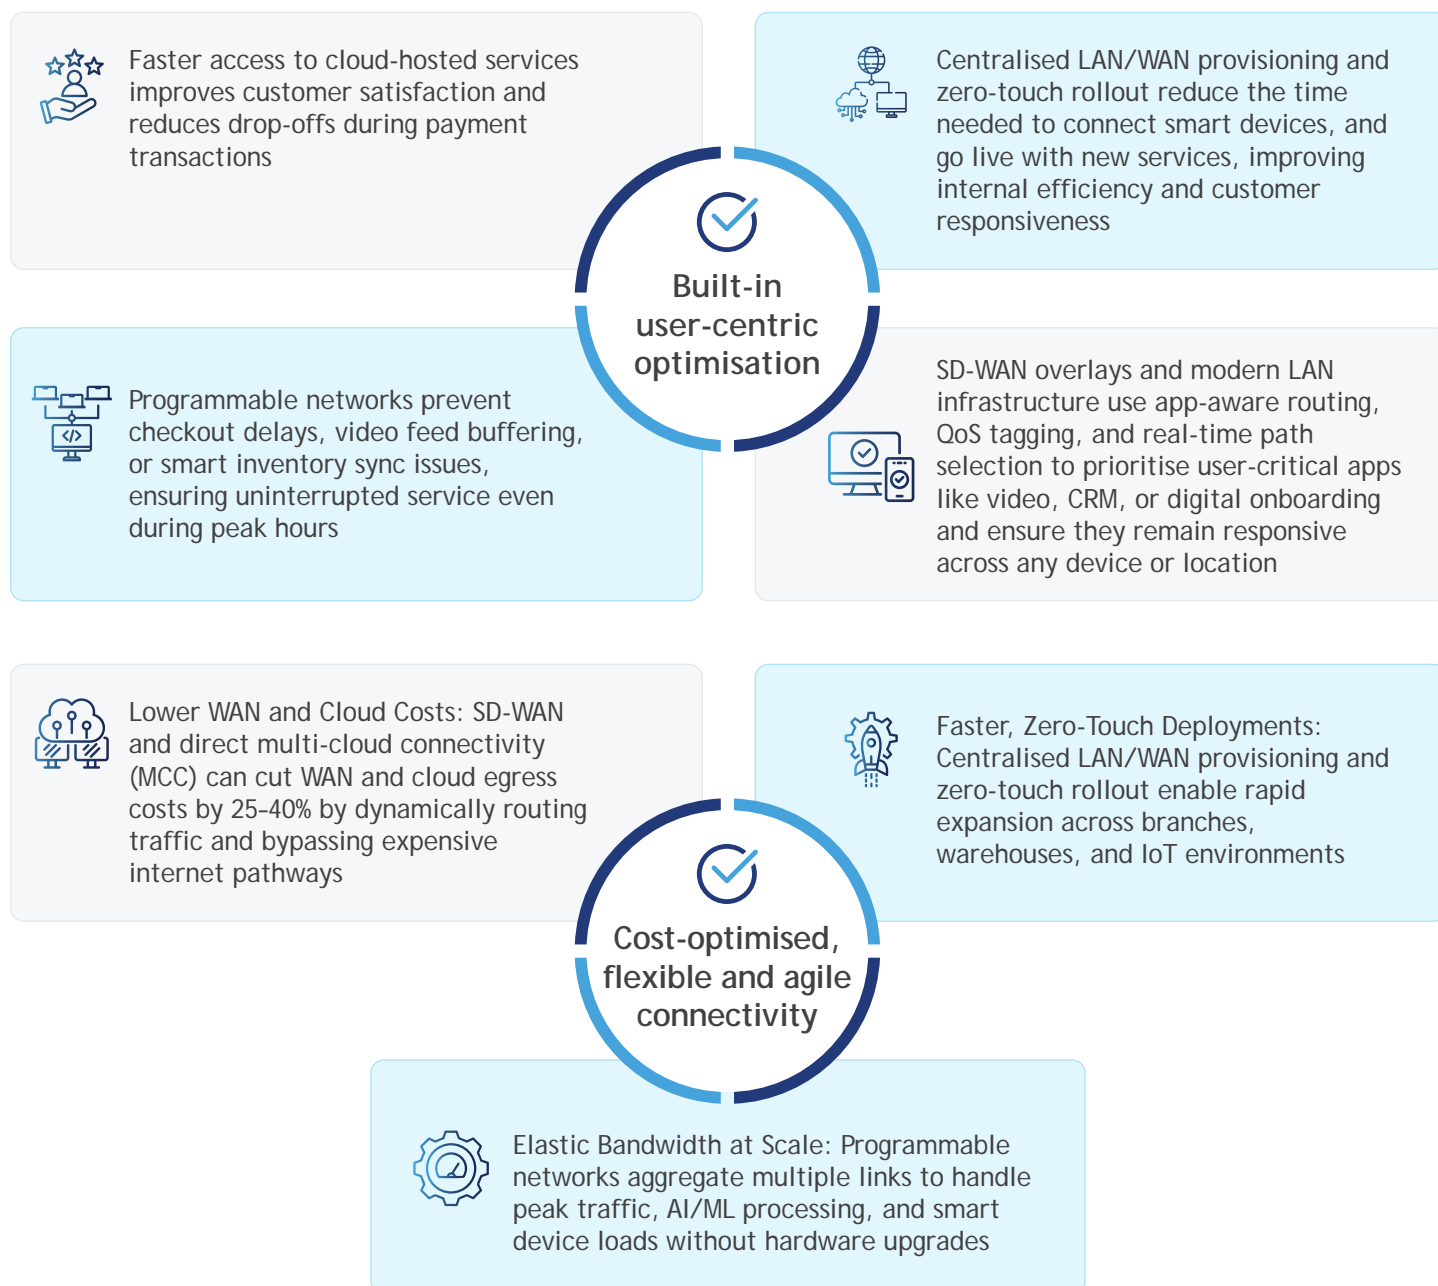 Faster access to cloud-hosted services
improves customer satisfaction and
reduces drop-offs during payment
transactions
Centralised LAN/WAN provisioning and
zero-touch rollout reduce the time
needed to connect smart devices, and
go live with new services, improving
internal efficiency and customer
responsiveness
Built-in
user-centric
optimisation
Programmable networks prevent
checkout delays, video feed buffering,
or smart inventory sync issues,
ensuring uninterrupted service even
during peak hours
SD-WAN overlays and modern LAN
infrastructure use app-aware routing,
QoS tagging, and real-time path
selection to prioritise user-critical apps
like video, CRM, or digital onboarding
and ensure they remain responsive
across any device or location
Lower WAN and Cloud Costs: SD-WAN
and direct multi-cloud connectivity
(MCC) can cut WAN and cloud egress
costs by 25-40% by dynamically routing
traffic and bypassing expensive
internet pathways
Faster, Zero-Touch Deployments:
Centralised LAN/WAN provisioning and
zero-touch rollout enable rapid
expansion across branches,
warehouses, and IoT environments
Cost-optimised,
flexible and agile
connectivity
Elastic Bandwidth at Scale: Programmable
networks aggregate multiple links to handle
peak traffic, AI/ML processing, and smart
device loads without hardware upgrades